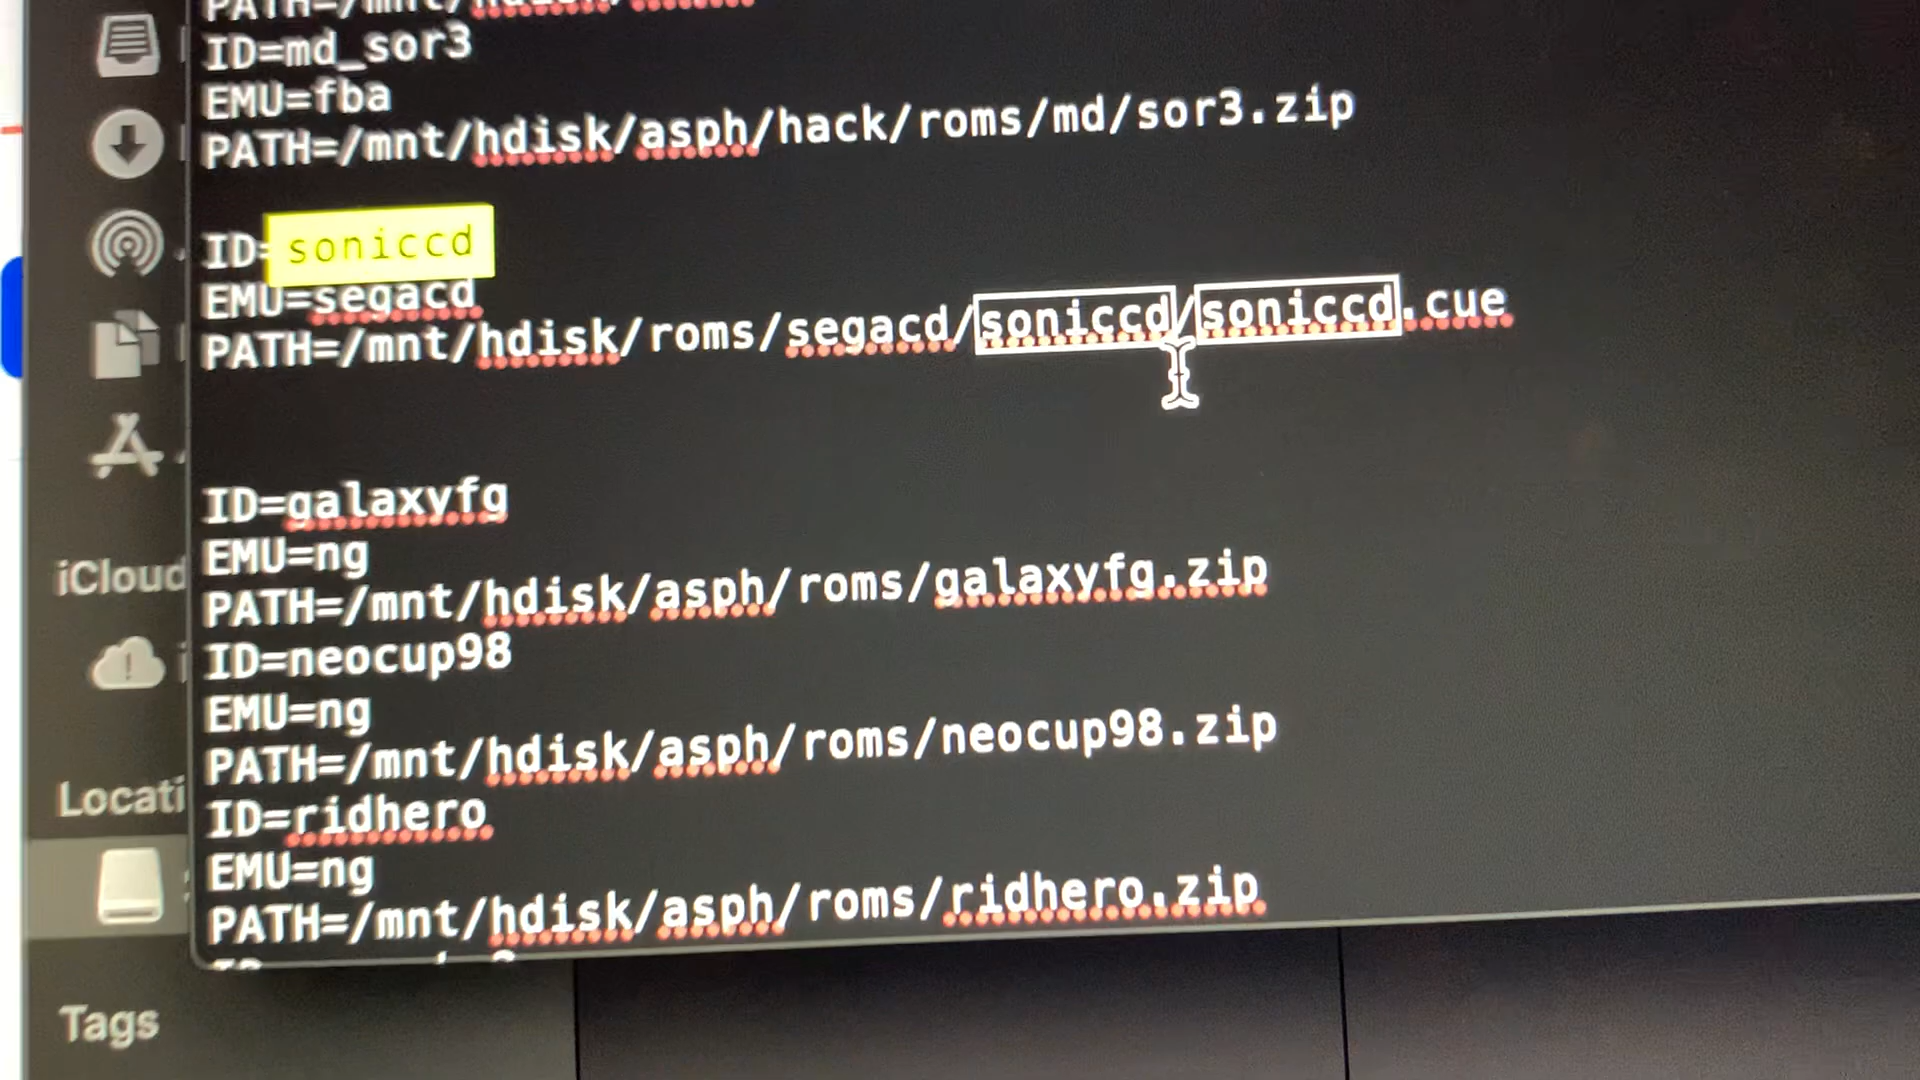 ID=md_sor3
EMU=fba
PATH=/mnt/hdisk/asph/hack/roms/md/sor3.zip
ID=soniccd
EMU=segacd
PATH=/mnt/hdisk/roms/segacd/soniccd/soniccd.cue
ID=galaxyfg
EMU=ng
PATH=/mnt/hdisk/asph/roms/galaxyfg.zip
iCloud
ID=neocup98
EMU=ng
PATH=/mnt/hdisk/asph/roms/neocup98.zip
Locati
ID=ridhero
EMU=ng
PATH=/mnt/hdisk/asph/roms/ridhero.zip
Tags